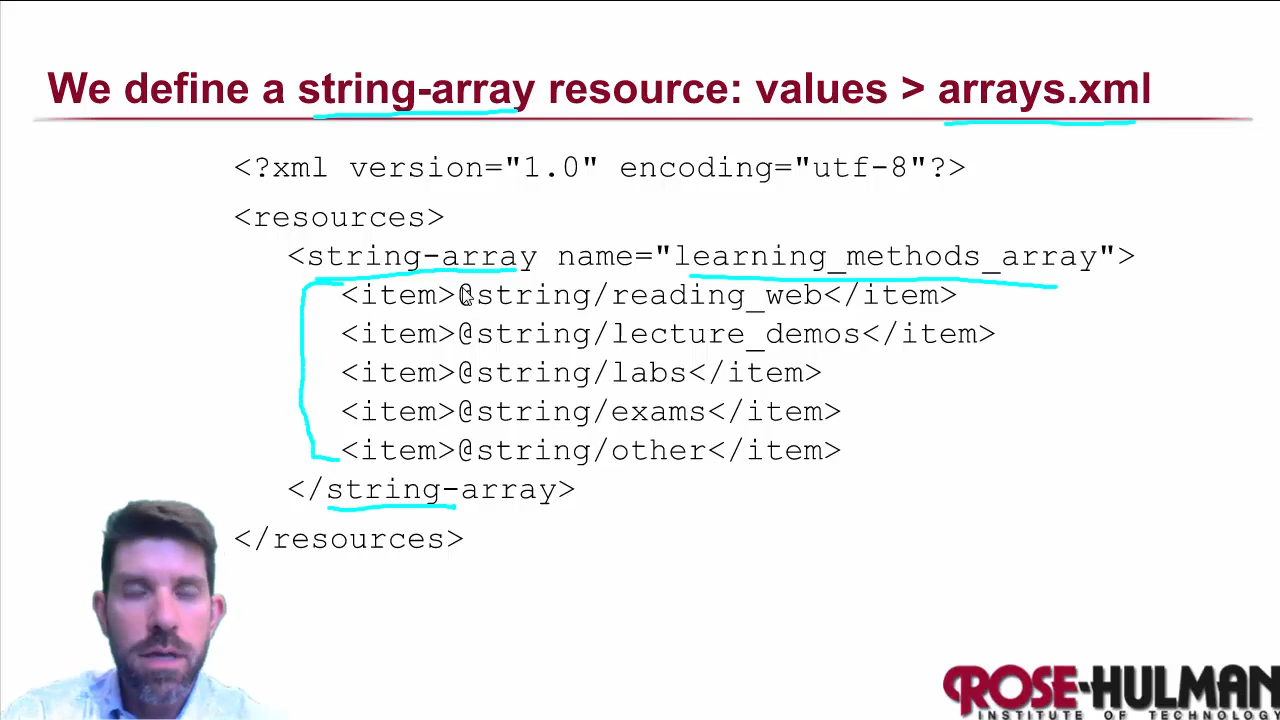 We define a string-array resource: values > arrays.xml
<?xml version="1.0" encoding="utf-8"?>
<resources>
<string-array name="learning_methods_array">
<item>@string/reading_web</item>
<item>@string/lecture_demos</item>
<item>@string/labs</item>
<item>@string/exams</item>
<item>@string/other</item>
</string-array>
</resources>
ROSE-HULMAN
INSTITUTE OF TECHNOLOGY